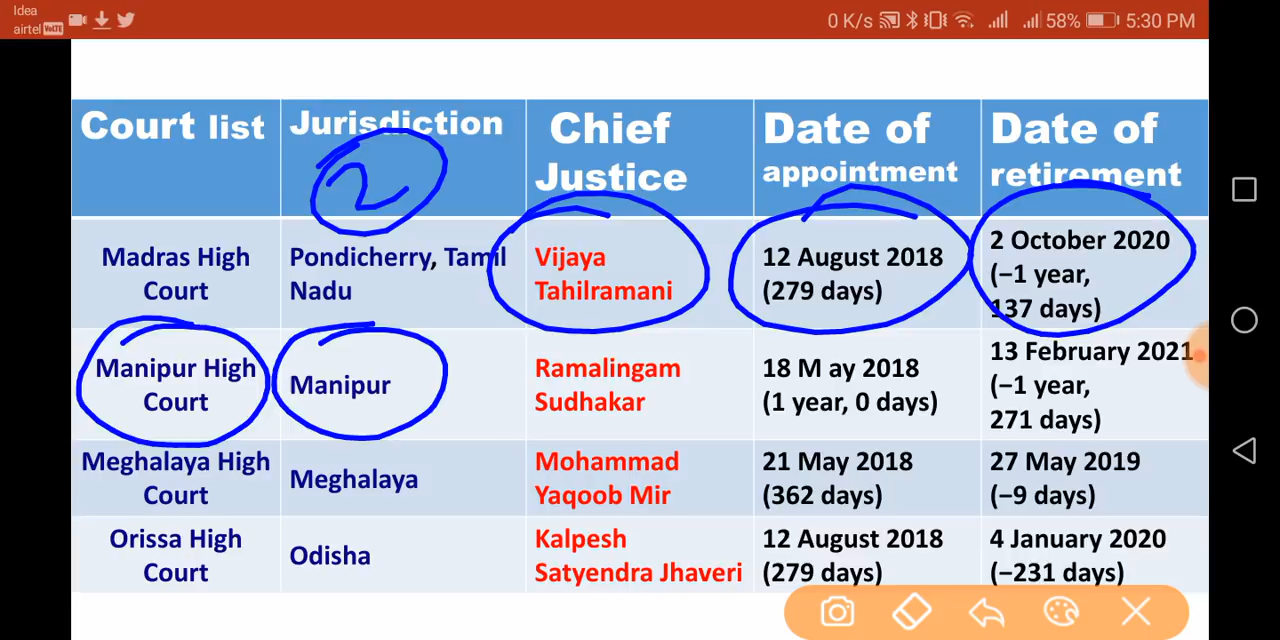 Idea
airtel VoLTE
0 K/s 58% 5:30 PM
Court list
Jurisdiction
2
Chief
Justice
Date of
appointment
Date of
retirement
Madras High
Court
Pondicherry, Tamil
Nadu
Vijaya
Tahilramani
12 August 2018
(279 days)
2 October 2020
(−1 year,
137 days)
Manipur High
Court
Manipur
Ramalingam
Sudhakar
18 M ay 2018
(1 year, 0 days)
13 February 2021
(−1 year,
271 days)
Meghalaya High
Court
Meghalaya
Mohammad
Yaqoob Mir
21 May 2018
(362 days)
27 May 2019
(−9 days)
Orissa High
Court
Odisha
Kalpesh
Satyendra Jhaveri
12 August 2018
(279 days)
4 January 2020
(−231 days)